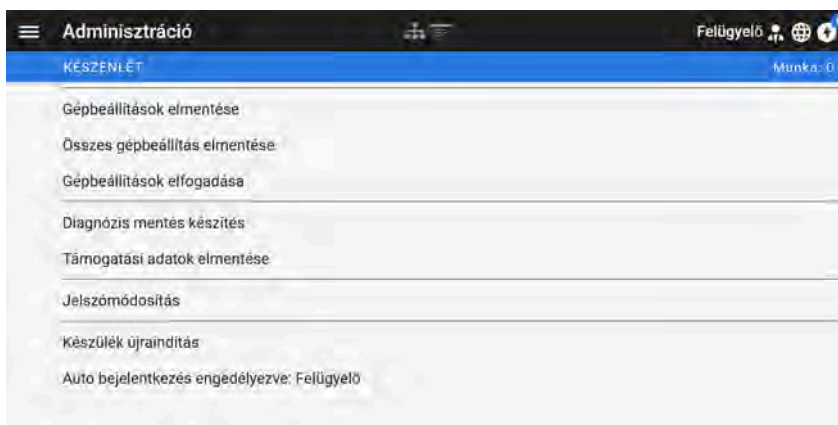 Adminisztráció
Felügyelő
KÉSZENLÉT
Munka: 0
Gépbeállítások elmentése
Összes gépbeállítás elmentése
Gépbeállítások elfogadása
Diagnózis mentés készítés
Támogatási adatok elmentése
Jelszómódosítás
Készülék újraindítás
Auto bejelentkezés engedélyezve: Felügyelő